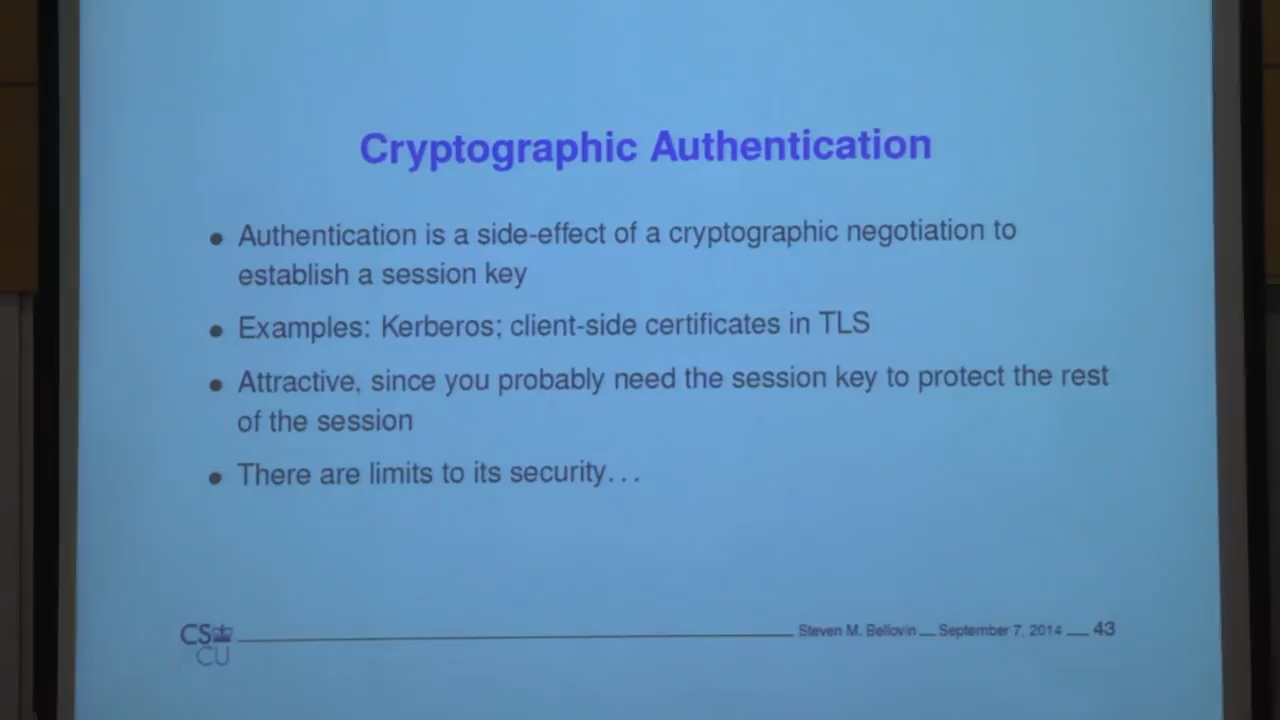 Cryptographic Authentication
• Authentication is a side-effect of a cryptographic negotiation to
establish a session key
• Examples: Kerberos; client-side certificates in TLS
• Attractive, since you probably need the session key to protect the rest
of the session
• There are limits to its security...
CS
CU
Steven M. Bellovin __ September 7, 2014 __ 43